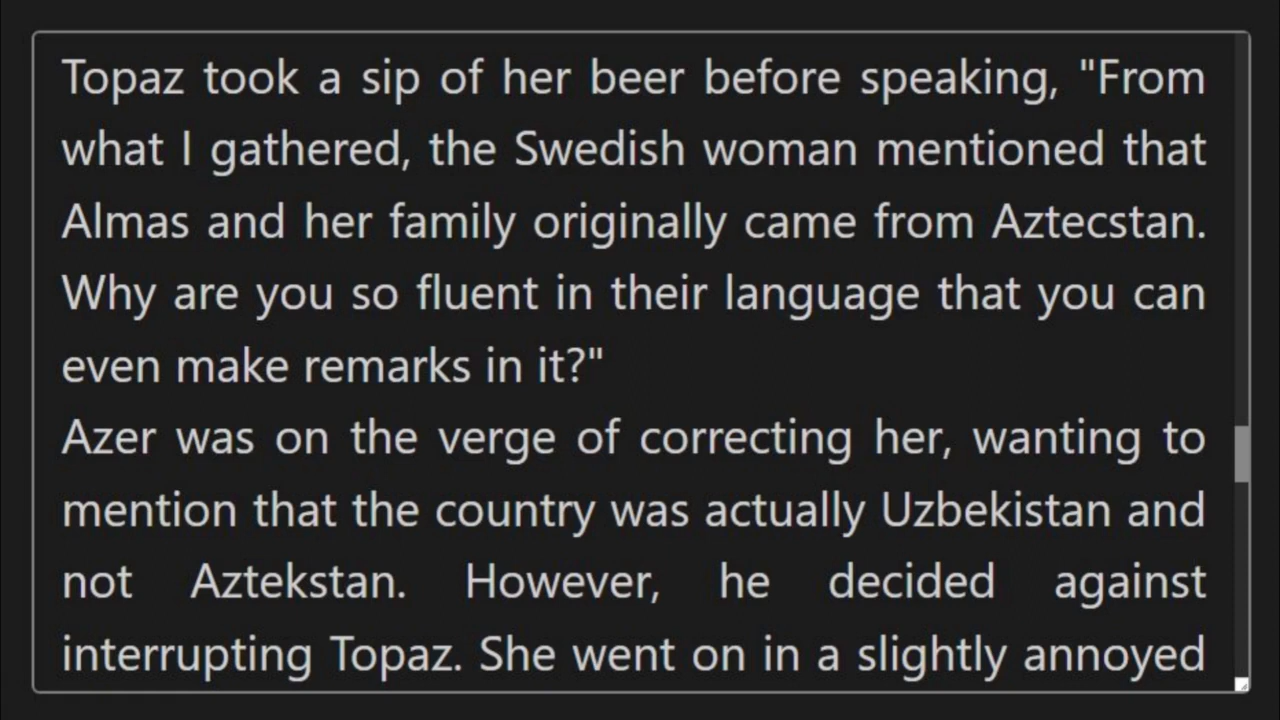 Topaz took a sip of her beer before speaking, "From
what I gathered, the Swedish woman mentioned that
Almas and her family originally came from Aztecstan.
Why are you so fluent in their language that you can
even make remarks in it?"
Azer was on the verge of correcting her, wanting to
mention that the country was actually Uzbekistan and
not Aztekstan. However, he decided against
interrupting Topaz. She went on in a slightly annoyed